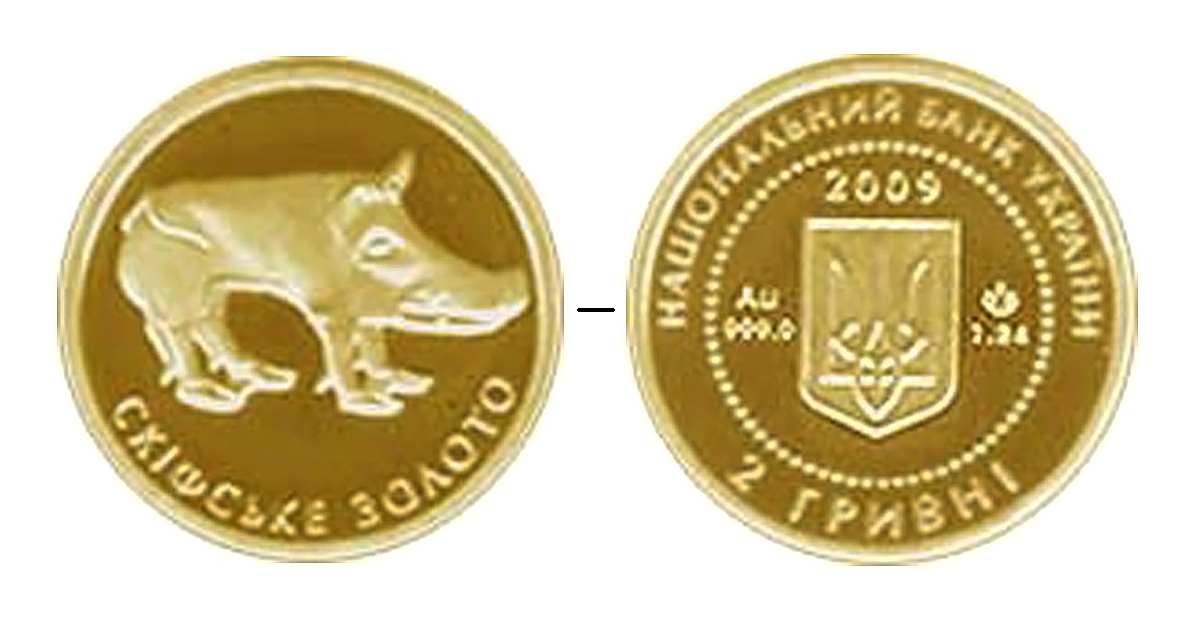 СКІФСЬКЕ ЗОЛОТО
НАЦІОНАЛЬНИЙ БАНК УКРАЇНИ
2009
Au
999.9
1.24
2 ГРИВНІ